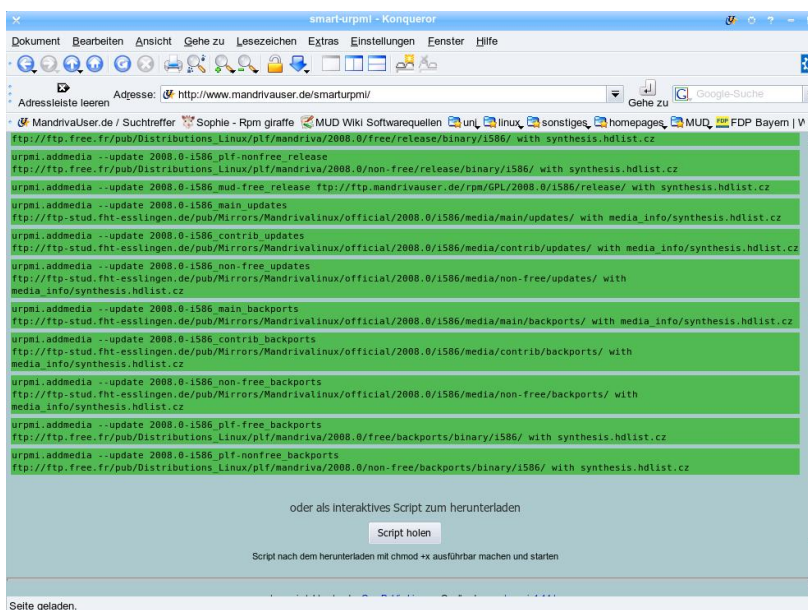 smart-urpmi - Konqueror
Dokument Bearbeiten Ansicht Gehe zu Lesezeichen Extras Einstellungen Fenster Hilfe
Adressleiste leeren Adresse: http://www.mandrivauser.de/smarturpmi/ Gehe zu Google-Suche
MandrivaUser.de / Suchtreffer Sophie - Rpm giraffe MUD Wiki Softwarequellen uni linux sonstiges homepages MUD FDP Bayern |
ftp://ftp.free.fr/pub/Distributions_Linux/plf/mandriva/2008.0/free/release/binary/i586/ with synthesis.hdlist.cz
urpmi.addmedia --update 2008.0-i586_plf-nonfree_release
ftp://ftp.free.fr/pub/Distributions_Linux/plf/mandriva/2008.0/non-free/release/binary/i586/ with synthesis.hdlist.cz
urpmi.addmedia --update 2008.0-i586_mud-free_release ftp://ftp.mandrivauser.de/rpm/GPL/2008.0/i586/release/ with synthesis.hdlist.cz
urpmi.addmedia --update 2008.0-i586_main_updates
ftp://ftp-stud.fht-esslingen.de/pub/Mirrors/Mandrivalinux/official/2008.0/i586/media/main/updates/ with media_info/synthesis.hdlist.cz
urpmi.addmedia --update 2008.0-i586_contrib_updates
ftp://ftp-stud.fht-esslingen.de/pub/Mirrors/Mandrivalinux/official/2008.0/i586/media/contrib/updates/ with media_info/synthesis.hdlist.cz
urpmi.addmedia --update 2008.0-i586_non-free_updates
ftp://ftp-stud.fht-esslingen.de/pub/Mirrors/Mandrivalinux/official/2008.0/i586/media/non-free/updates/ with
media_info/synthesis.hdlist.cz
urpmi.addmedia --update 2008.0-i586_main_backports
ftp://ftp-stud.fht-esslingen.de/pub/Mirrors/Mandrivalinux/official/2008.0/i586/media/main/backports/ with media_info/synthesis.hdlist.cz
urpmi.addmedia --update 2008.0-i586_contrib_backports
ftp://ftp-stud.fht-esslingen.de/pub/Mirrors/Mandrivalinux/official/2008.0/i586/media/contrib/backports/ with
media_info/synthesis.hdlist.cz
urpmi.addmedia --update 2008.0-i586_non-free_backports
ftp://ftp-stud.fht-esslingen.de/pub/Mirrors/Mandrivalinux/official/2008.0/i586/media/non-free/backports/ with
media_info/synthesis.hdlist.cz
urpmi.addmedia --update 2008.0-i586_plf-free_backports
ftp://ftp.free.fr/pub/Distributions_Linux/plf/mandriva/2008.0/free/backports/binary/i586/ with synthesis.hdlist.cz
urpmi.addmedia --update 2008.0-i586_plf-nonfree_backports
ftp://ftp.free.fr/pub/Distributions_Linux/plf/mandriva/2008.0/non-free/backports/binary/i586/ with synthesis.hdlist.cz
oder als interaktives Script zum herunterladen
Script holen
Script nach dem herunterladen mit chmod +x ausführbar machen und starten
Seite geladen.